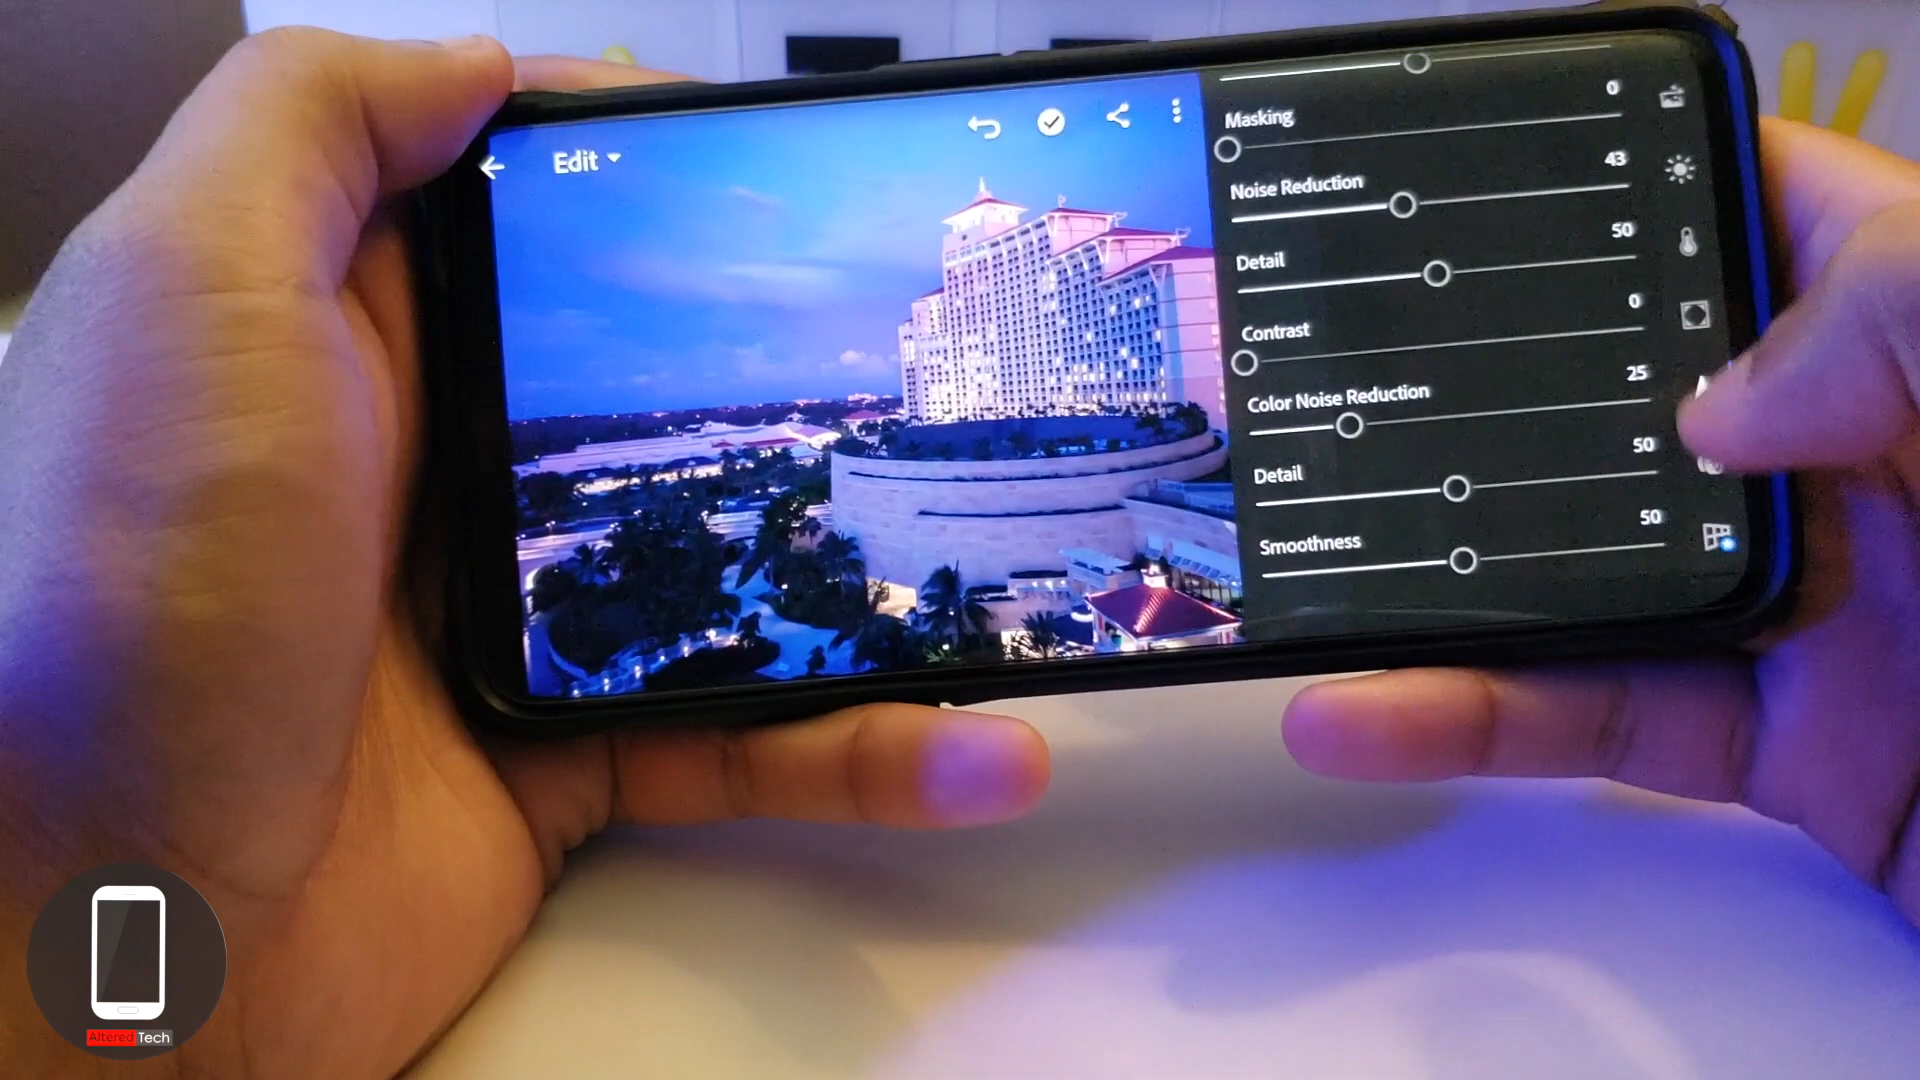 Edit
Masking 0
Noise Reduction 43
Detail 50
Contrast 0
Color Noise Reduction 25
Detail 50
Smoothness 50
Altered Tech